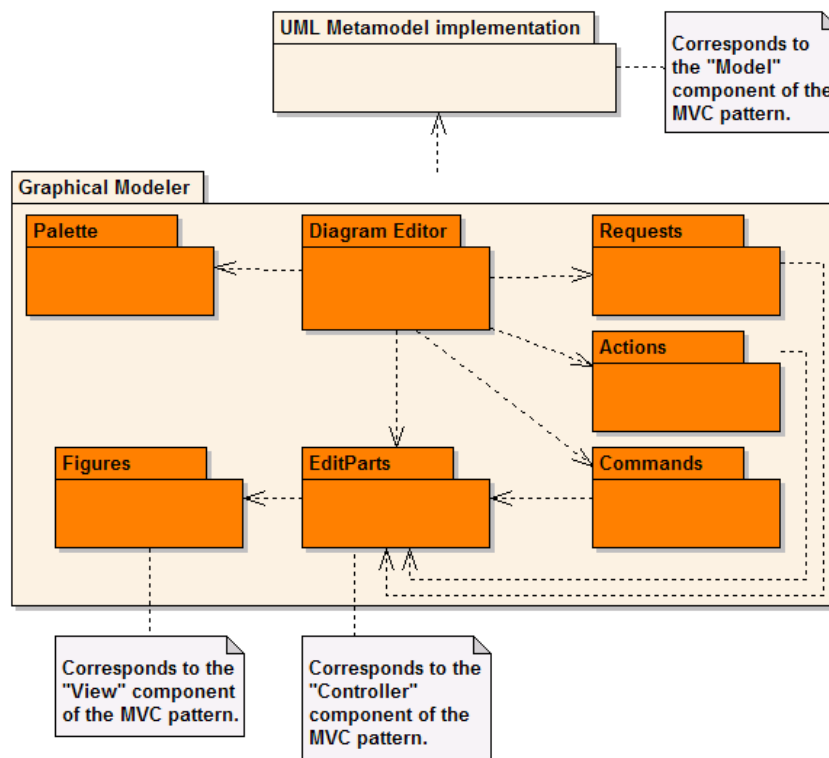 UML Metamodel implementation
Corresponds to
the "Model"
component of the
MVC pattern.
Graphical Modeler
Palette
Diagram Editor
Requests
Actions
Figures
EditParts
Commands
Corresponds to the
"View" component
of the MVC pattern.
Corresponds to the
"Controller"
component of the
MVC pattern.